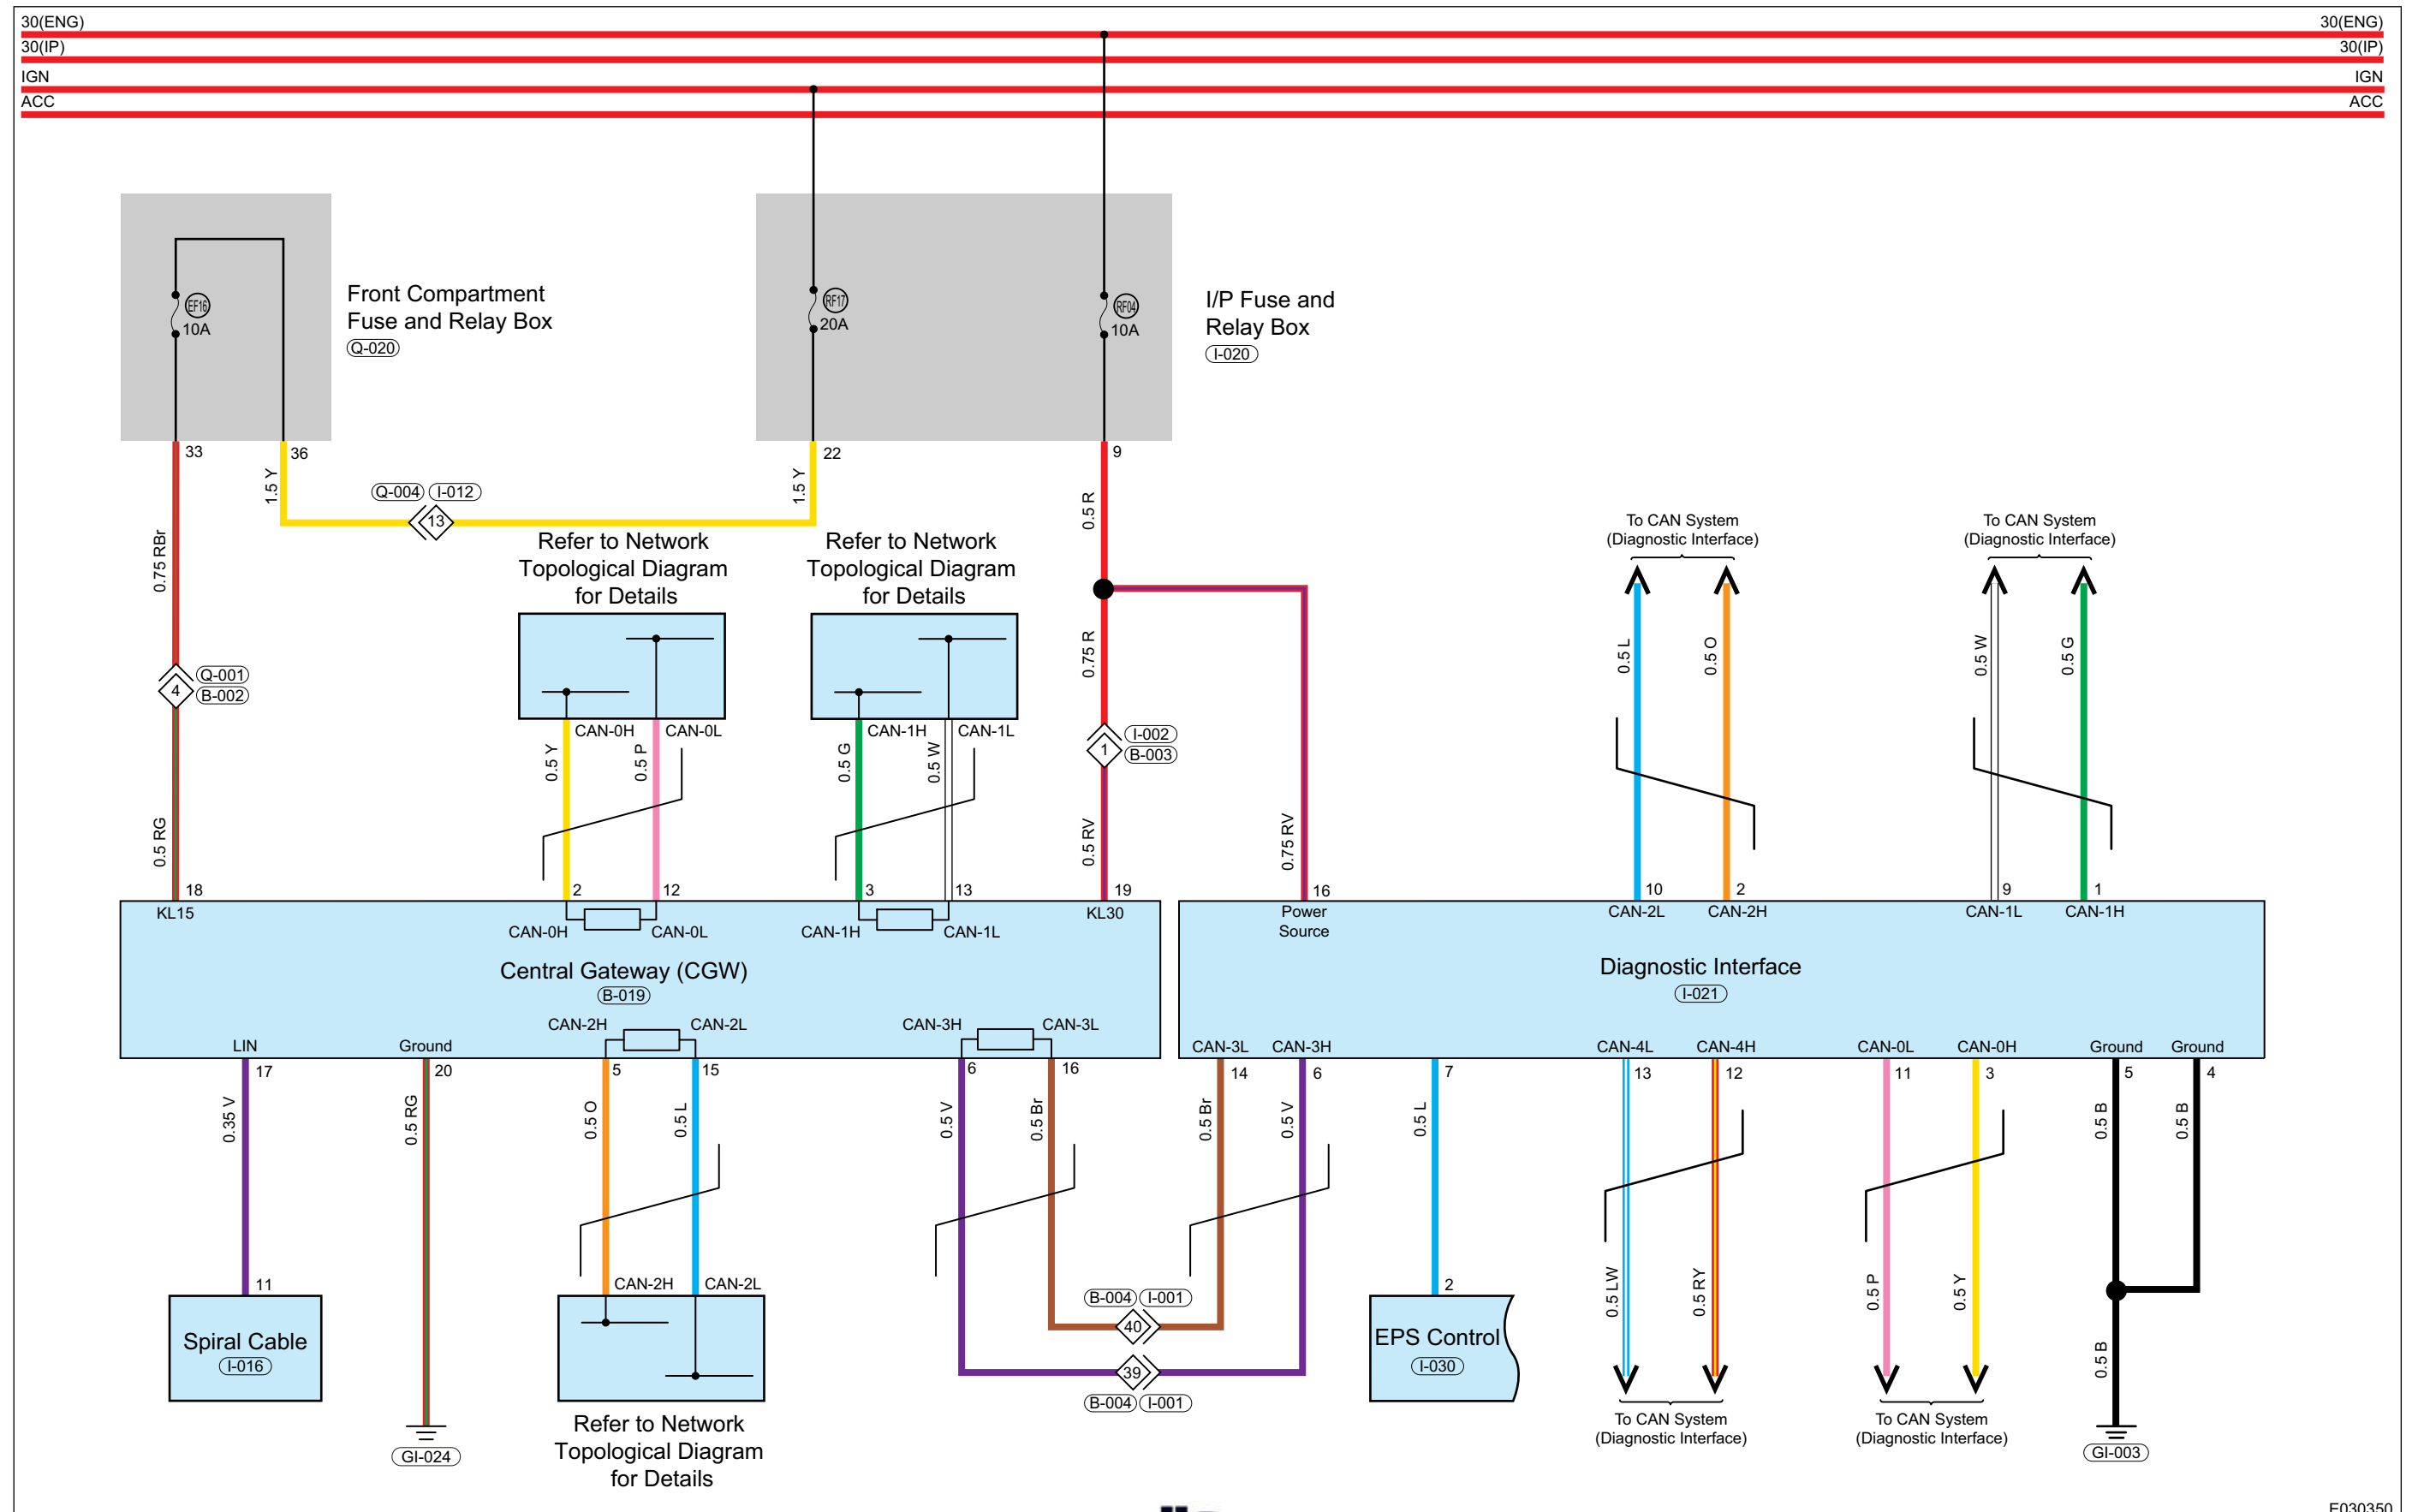 30(ENG)
30(ENG)
30(IP)
30(IP)
IGN
IGN
ACC
ACC
EF16
10A
Front Compartment
Fuse and Relay Box
Q-020
RF17
20A
RF04
10A
I/P Fuse and
Relay Box
I-020
33
36
22
9
1.5 Y
1.5 Y
0.5 R
Q-004
I-012
13
0.75 RBr
Refer to Network
Topological Diagram
for Details
Refer to Network
Topological Diagram
for Details
To CAN System
(Diagnostic Interface)
To CAN System
(Diagnostic Interface)
0.75 R
0.5 L
0.5 O
0.5 W
0.5 G
4
Q-001
B-002
CAN-0H
CAN-0L
CAN-1H
CAN-1L
1
I-002
B-003
0.5 Y
0.5 P
0.5 G
0.5 W
0.5 RG
0.5 RV
0.75 RV
18
2
12
3
13
19
16
10
2
9
1
KL15
CAN-0H
CAN-0L
CAN-1H
CAN-1L
KL30
Power
Source
CAN-2L
CAN-2H
CAN-1L
CAN-1H
Central Gateway (CGW)
B-019
Diagnostic Interface
I-021
LIN
Ground
CAN-2H
CAN-2L
CAN-3H
CAN-3L
CAN-3L
CAN-3H
CAN-4L
CAN-4H
CAN-0L
CAN-0H
Ground
Ground
17
20
5
15
6
16
14
6
7
13
12
11
3
5
4
0.35 V
0.5 RG
0.5 O
0.5 L
0.5 V
0.5 Br
0.5 Br
0.5 V
0.5 L
0.5 B
0.5 B
11
CAN-2H
CAN-2L
2
0.5 LW
0.5 RY
0.5 P
0.5 Y
B-004
I-001
40
39
B-004
I-001
Spiral Cable
I-016
EPS Control
I-030
0.5 B
Refer to Network
Topological Diagram
for Details
GI-024
To CAN System
(Diagnostic Interface)
To CAN System
(Diagnostic Interface)
GI-003
E030350